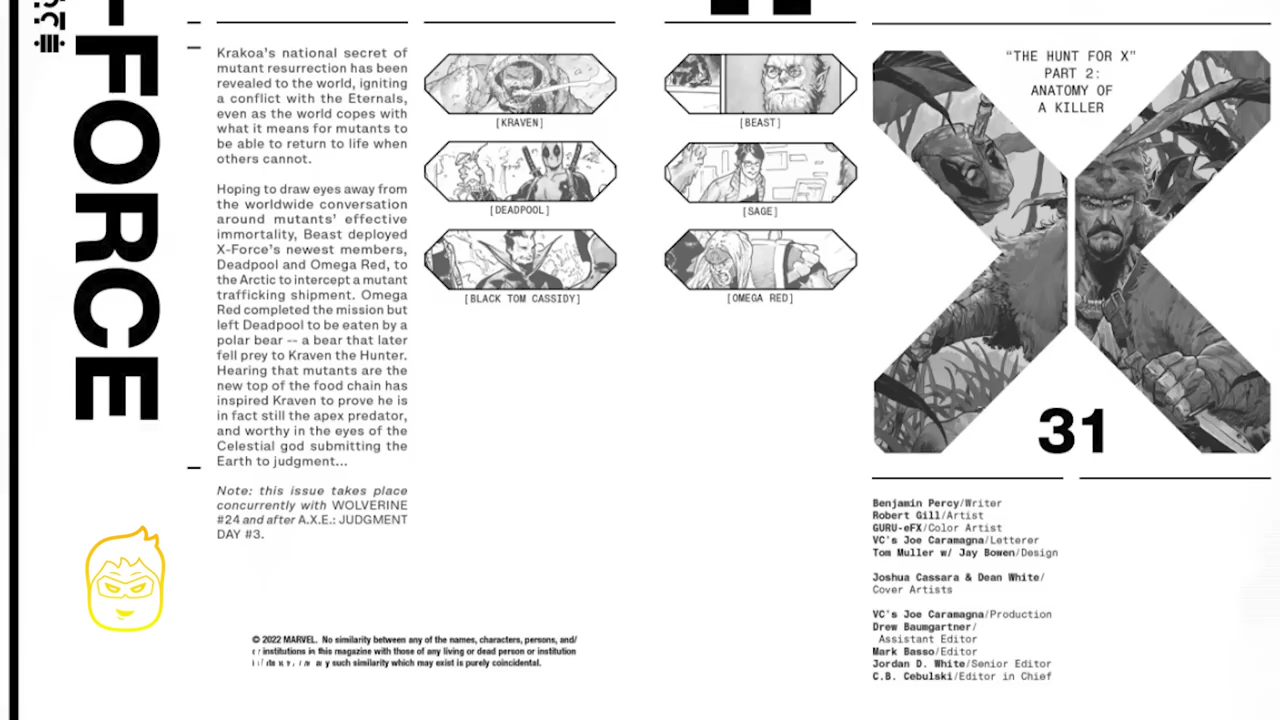 -FORCE
Krakoa's national secret of
mutant resurrection has been
revealed to the world, igniting
a conflict with the Eternals,
even as the world copes with
what it means for mutants to
be able to return to life when
others cannot.
Hoping to draw eyes away from
the worldwide conversation
around mutants' effective
immortality, Beast deployed
X-Force's newest members,
Deadpool and Omega Red, to
the Arctic to intercept a mutant
trafficking shipment. Omega
Red completed the mission but
left Deadpool to be eaten by a
polar bear -- a bear that later
fell prey to Kraven the Hunter.
Hearing that mutants are the
new top of the food chain has
inspired Kraven to prove he is
in fact still the apex predator,
and worthy in the eyes of the
Celestial god submitting the
Earth to judgment...
Note: this issue takes place
concurrently with WOLVERINE
#24 and after A.X.E.: JUDGMENT
DAY #3.
[KRAVEN]
[DEADPOOL]
[BLACK TOM CASSIDY]
[BEAST]
[SAGE]
[OMEGA RED]
"THE HUNT FOR X"
PART 2:
ANATOMY OF
A KILLER
31
Benjamin Percy/Writer
Robert Gill/Artist
GURU-eFX/Color Artist
VC's Joe Caramagna/Letterer
Tom Muller w/ Jay Bowen/Design
Joshua Cassara & Dean White/
Cover Artists
VC's Joe Caramagna/Production
Drew Baumgartner/
Assistant Editor
Mark Basso/Editor
Jordan D. White/Senior Editor
C.B. Cebulski/Editor in Chief
© 2022 MARVEL. No similarity between any of the names, characters, persons, and/
institutions in this magazine with those of any living or dead person or institution
such similarity which may exist is purely coincidental.